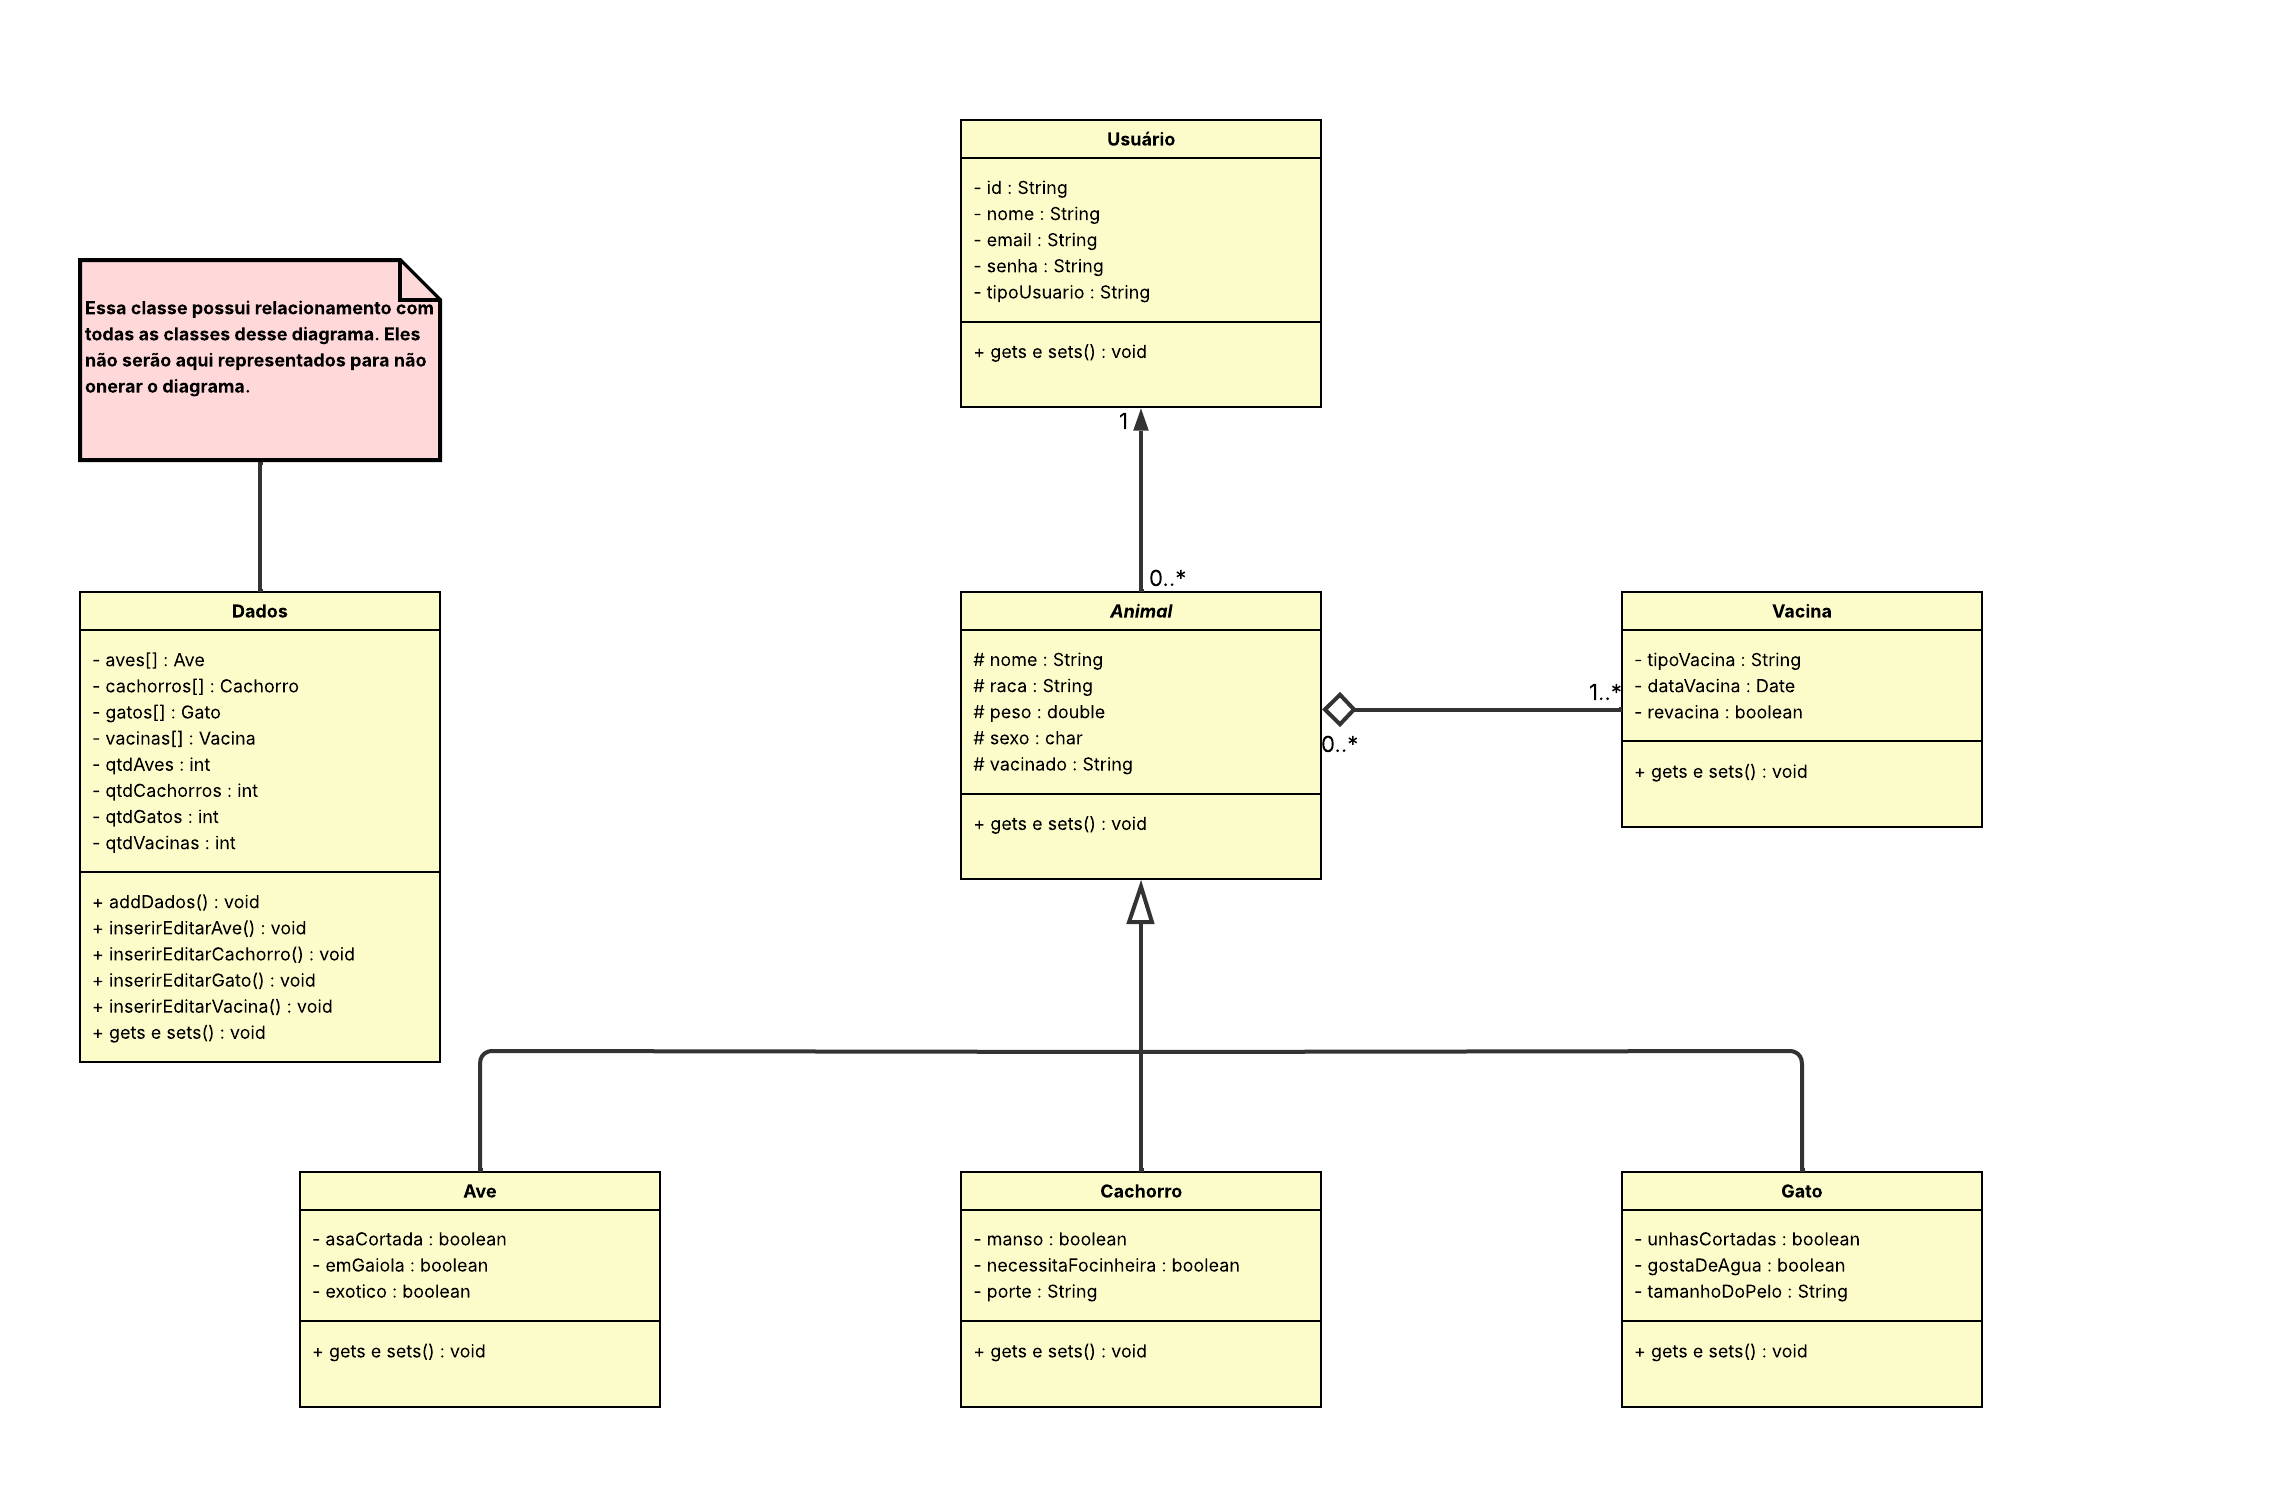 Usuário
- id : String
- nome : String
- email : String
- senha : String
- tipoUsuario : String
+ gets e sets() : void
Essa classe possui relacionamento com
todas as classes desse diagrama. Eles
não serão aqui representados para não
onerar o diagrama.
1
0..*
Dados
- aves[] : Ave
- cachorros[] : Cachorro
- gatos[] : Gato
- vacinas[] : Vacina
- qtdAves : int
- qtdCachorros : int
- qtdGatos : int
- qtdVacinas : int
+ addDados() : void
+ inserirEditarAve() : void
+ inserirEditarCachorro() : void
+ inserirEditarGato() : void
+ inserirEditarVacina() : void
+ gets e sets() : void
Animal
# nome : String
# raca : String
# peso : double
# sexo : char
# vacinado : String
+ gets e sets() : void
0..*
1..*
Vacina
- tipoVacina : String
- dataVacina : Date
- revacina : boolean
+ gets e sets() : void
Ave
- asaCortada : boolean
- emGaiola : boolean
- exotico : boolean
+ gets e sets() : void
Cachorro
- manso : boolean
- necessitaFocinheira : boolean
- porte : String
+ gets e sets() : void
Gato
- unhasCortadas : boolean
- gostaDeAgua : boolean
- tamanhoDoPelo : String
+ gets e sets() : void